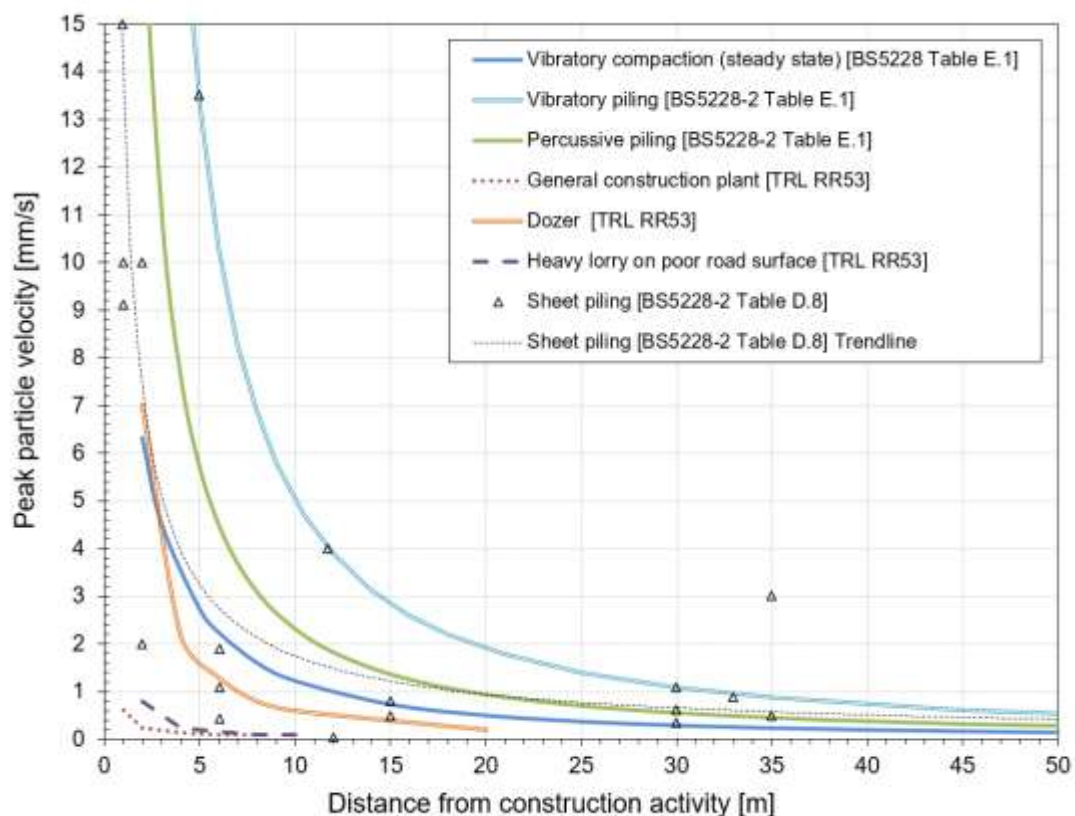 15
14
13
12
11
10
9
8
7
6
5
4
3
2
1
0
Peak particle velocity [mm/s]
Vibratory compaction (steady state) [BS5228 Table E.1]
Vibratory piling [BS5228-2 Table E.1]
Percussive piling [BS5228-2 Table E.1]
General construction plant [TRL RR53]
Dozer [TRL RR53]
Heavy lorry on poor road surface [TRL RR53]
Sheet piling [BS5228-2 Table D.8]
Sheet piling [BS5228-2 Table D.8] Trendline
0 5 10 15 20 25 30 35 40 45 50
Distance from construction activity [m]